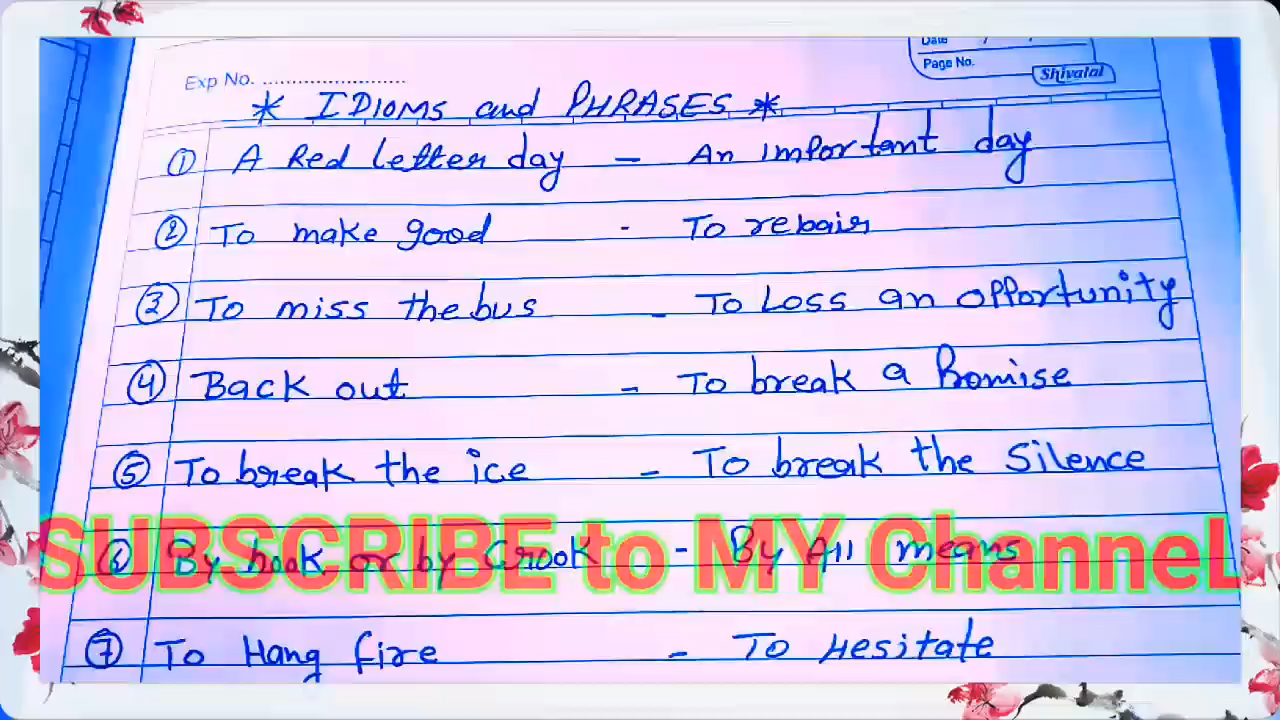 Date / /
Page No.
Shivalal
Exp No. ........................
* IDioms and PHRASES *
① A Red letter day – An important day
② To make good - To rebair
③ To miss the bus - To Loss an opportunity
④ Back out - To break a Promise
⑤ To break the ice - To break the Silence
SUBSCRIBE to MY ChanneL
⑥ By hook or by Crook - By All means
⑦ To Hang fire - To Hesitate